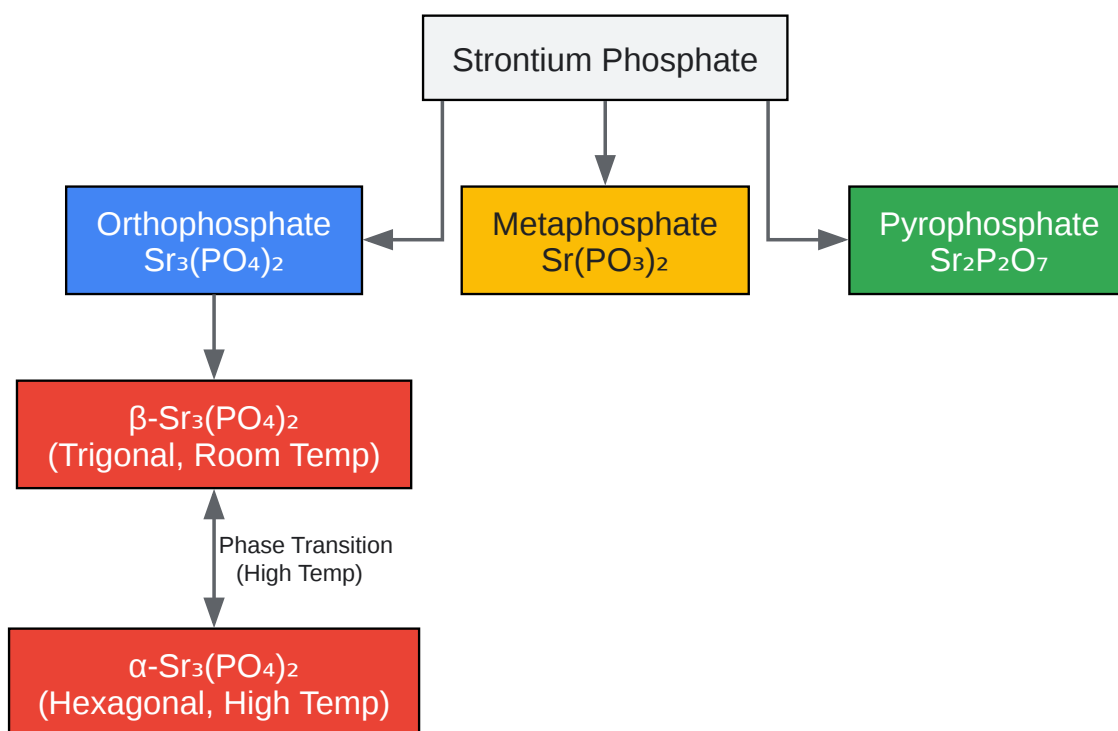 Strontium Phosphate
Orthophosphate
Sr₃(PO₄)₂
Metaphosphate
Sr(PO₃)₂
Pyrophosphate
Sr₂P₂O₇
β-Sr₃(PO₄)₂
(Trigonal, Room Temp)
Phase Transition
(High Temp)
α-Sr₃(PO₄)₂
(Hexagonal, High Temp)